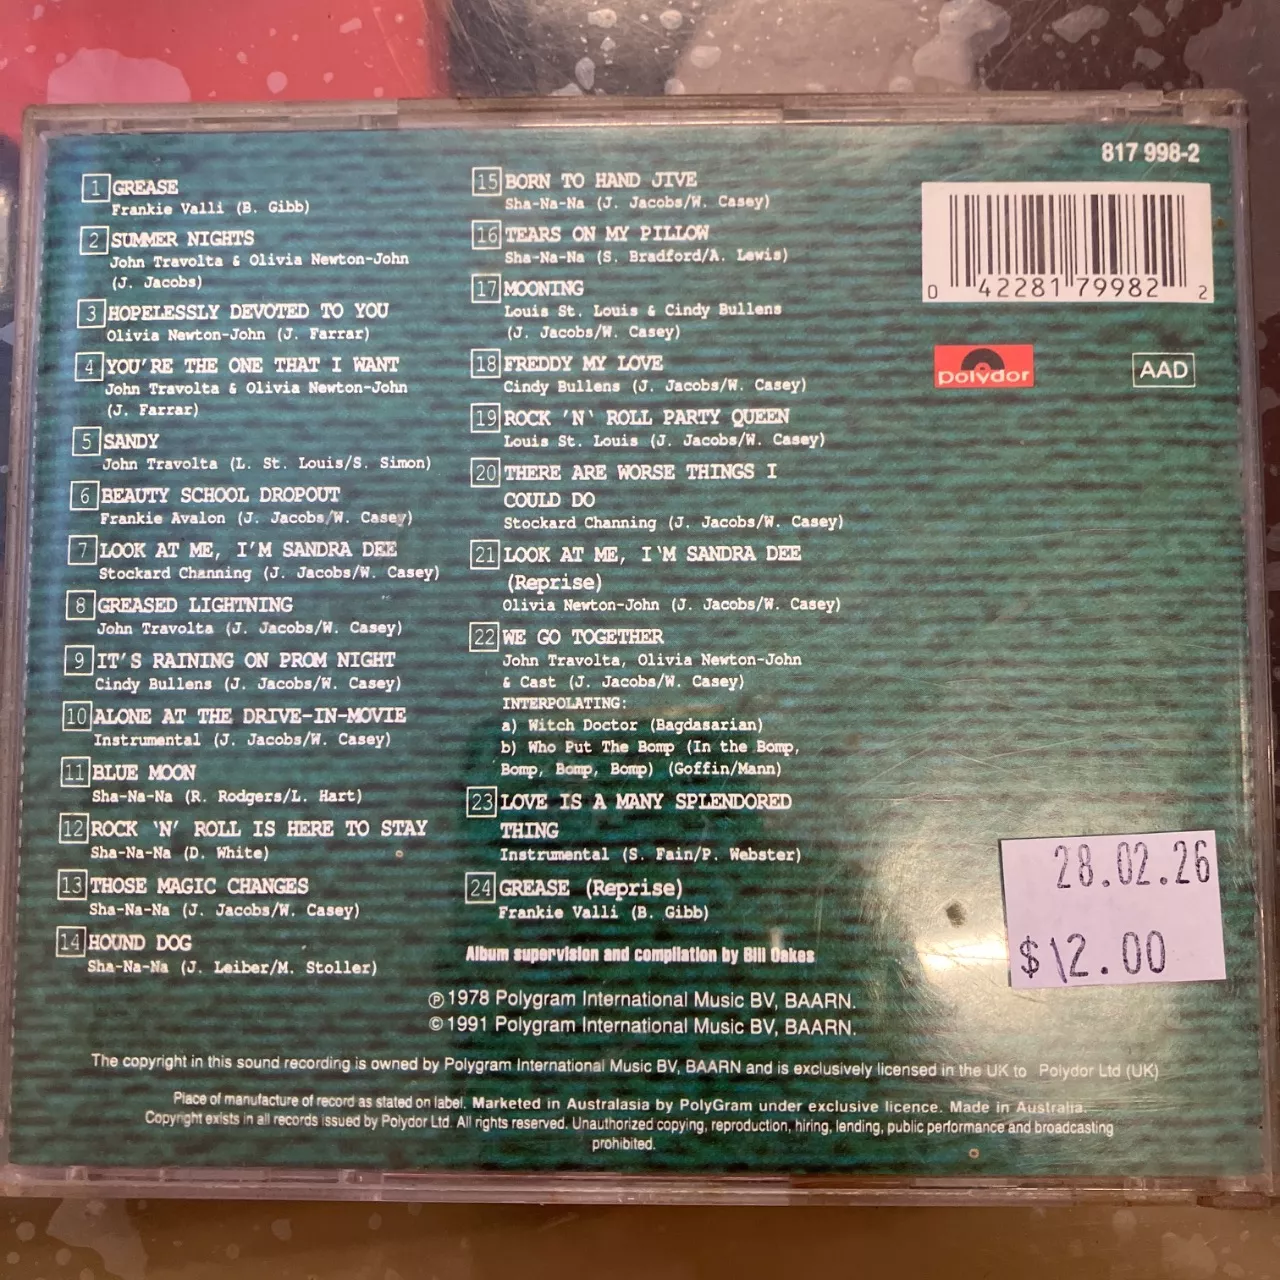 817 998-2
1 GREASE
Frankie Valli (B. Gibb)
2 SUMMER NIGHTS
John Travolta & Olivia Newton-John
(J. Jacobs)
3 HOPELESSLY DEVOTED TO YOU
Olivia Newton-John (J. Farrar)
4 YOU'RE THE ONE THAT I WANT
John Travolta & Olivia Newton-John
(J. Farrar)
5 SANDY
John Travolta (L. St. Louis/S. Simon)
6 BEAUTY SCHOOL DROPOUT
Frankie Avalon (J. Jacobs/W. Casey)
7 LOOK AT ME, I'M SANDRA DEE
Stockard Channing (J. Jacobs/W. Casey)
8 GREASED LIGHTNING
John Travolta (J. Jacobs/W. Casey)
9 IT'S RAINING ON PROM NIGHT
Cindy Bullens (J. Jacobs/W. Casey)
10 ALONE AT THE DRIVE-IN-MOVIE
Instrumental (J. Jacobs/W. Casey)
11 BLUE MOON
Sha-Na-Na (R. Rodgers/L. Hart)
12 ROCK 'N' ROLL IS HERE TO STAY
Sha-Na-Na (D. White)
13 THOSE MAGIC CHANGES
Sha-Na-Na (J. Jacobs/W. Casey)
14 HOUND DOG
Sha-Na-Na (J. Leiber/M. Stoller)
15 BORN TO HAND JIVE
Sha-Na-Na (J. Jacobs/W. Casey)
16 TEARS ON MY PILLOW
Sha-Na-Na (S. Bradford/A. Lewis)
17 MOONING
Louis St. Louis & Cindy Bullens
(J. Jacobs/W. Casey)
18 FREDDY MY LOVE
Cindy Bullens (J. Jacobs/W. Casey)
19 ROCK 'N' ROLL PARTY QUEEN
Louis St. Louis (J. Jacobs/W. Casey)
20 THERE ARE WORSE THINGS I
COULD DO
Stockard Channing (J. Jacobs/W. Casey)
21 LOOK AT ME, I'M SANDRA DEE
(Reprise)
Olivia Newton-John (J. Jacobs/W. Casey)
22 WE GO TOGETHER
John Travolta, Olivia Newton-John
& Cast (J. Jacobs/W. Casey)
INTERPOLATING:
a) Witch Doctor (Bagdasarian)
b) Who Put The Bomp (In the Bomp,
Bomp, Bomp, Bomp) (Goffin/Mann)
23 LOVE IS A MANY SPLENDORED
THING
Instrumental (S. Fain/P. Webster)
24 GREASE (Reprise)
Frankie Valli (B. Gibb)
0 42281 79982 2
polydor
AAD
28.02.26
$12.00
Album supervision and compilation by Bill Oakes
℗ 1978 Polygram International Music BV, BAARN.
© 1991 Polygram International Music BV, BAARN.
The copyright in this sound recording is owned by Polygram International Music BV, BAARN and is exclusively licensed in the UK to Polydor Ltd (UK)
Place of manufacture of record as stated on label. Marketed in Australasia by PolyGram under exclusive licence. Made in Australia.
Copyright exists in all records issued by Polydor Ltd. All rights reserved. Unauthorized copying, reproduction, hiring, lending, public performance and broadcasting
prohibited.